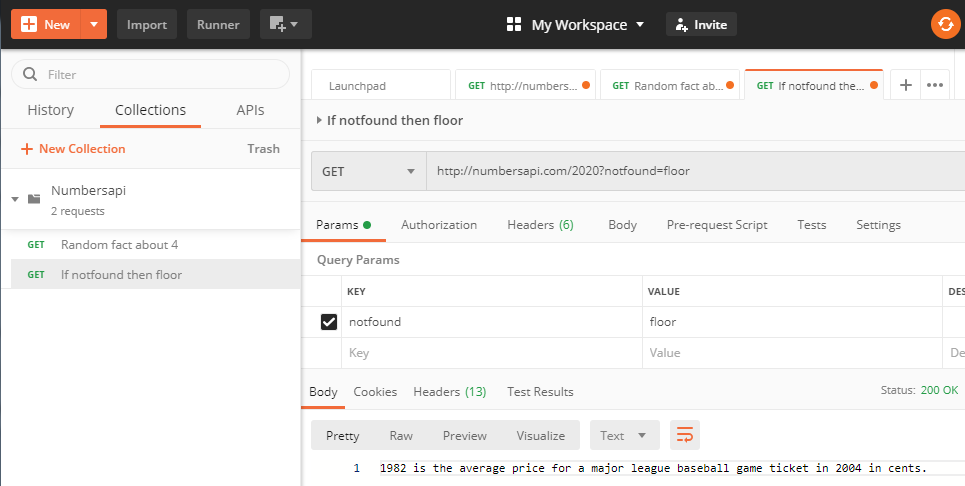 New Import Runner My Workspace Invite
Filter
Launchpad GET http://numbers... GET Random fact ab... GET If notfound the...
History Collections APIs
If notfound then floor
New Collection Trash
GET http://numbersapi.com/2020?notfound=floor
Numbersapi
2 requests
Params Authorization Headers (6) Body Pre-request Script Tests Settings
GET Random fact about 4
Query Params
GET If notfound then floor
KEY VALUE DES
notfound floor
Key Value De
Body Cookies Headers (13) Test Results Status: 200 OK
Pretty Raw Preview Visualize Text
1 1982 is the average price for a major league baseball game ticket in 2004 in cents.